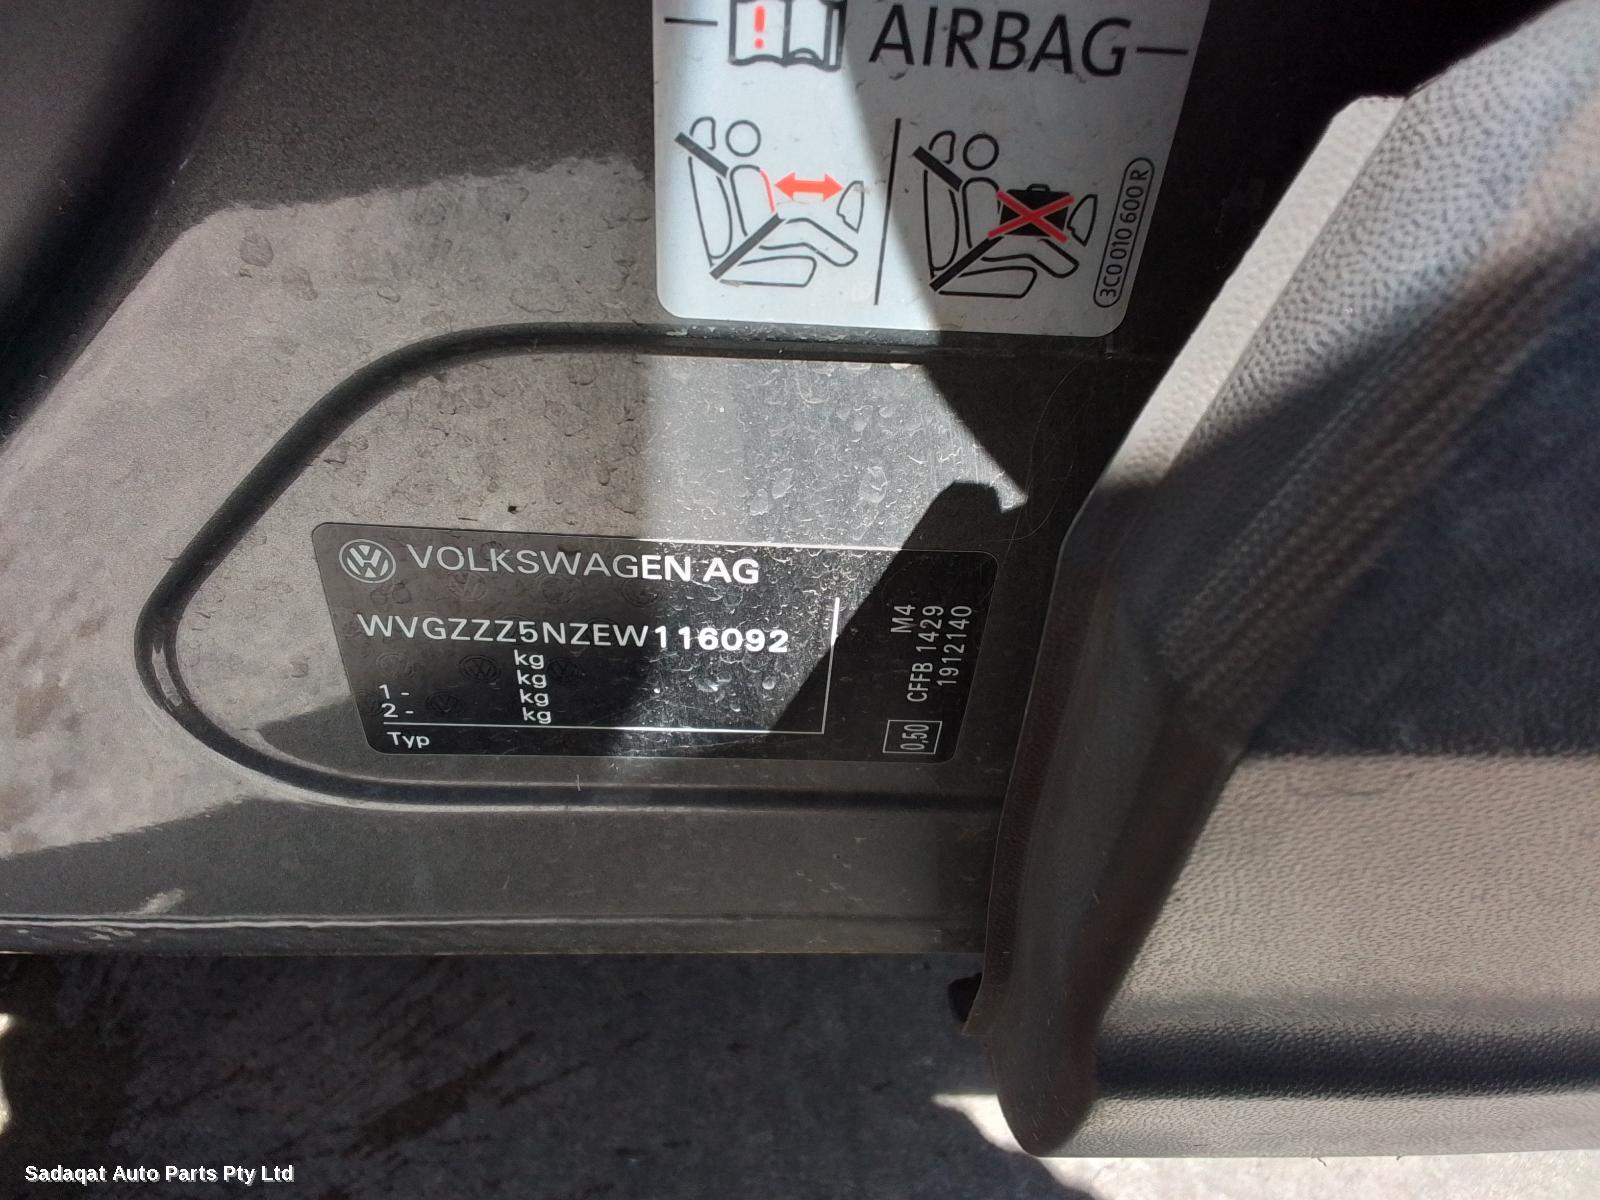 AIRBAG
3C0 010 600 R
VOLKSWAGEN AG
WVGZZZ5NZEW116092
kg
kg
1 - kg
2 - kg
Typ
M4
CFFB 1429
1912140
0,50
Sadaqat Auto Parts Pty Ltd